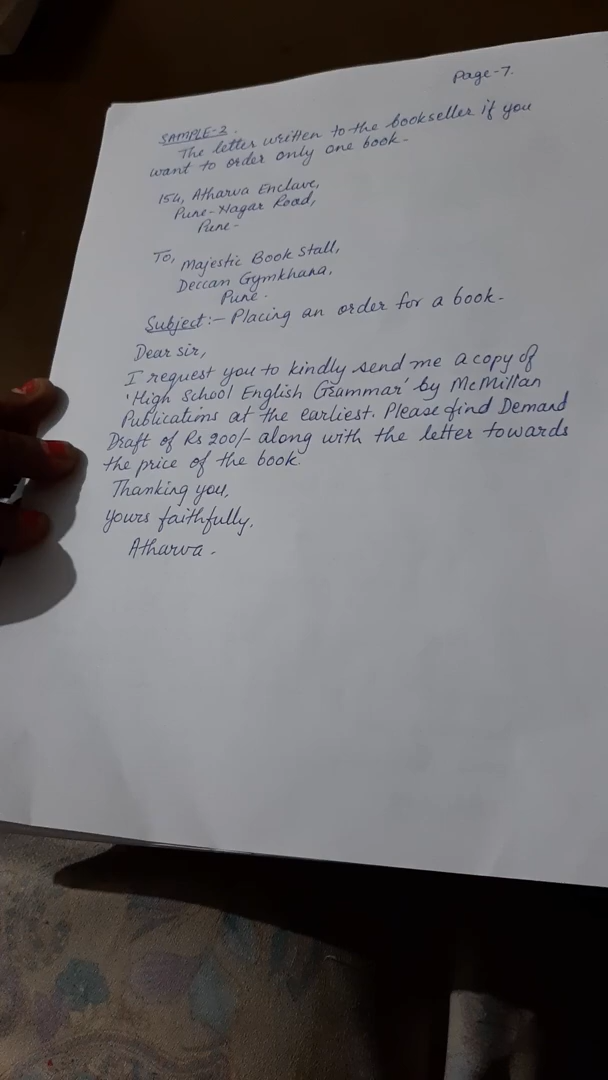 Page-7.
SAMPLE-2.
The letter written to the bookseller if you
want to order only one book-
154, Atharva Enclave,
Pune-Nagar Road,
Pune-
To, Majestic Book Stall,
Deccan Gymkhana,
Pune.
Subject:- Placing an order for a book-
Dear sir,
I request you to kindly send me a copy of
'High School English Grammar' by McMillan
Publications at the earliest. Please find Demand
Draft of Rs 200/- along with the letter towards
the price of the book.
Thanking you,
yours faithfully,
Atharva.